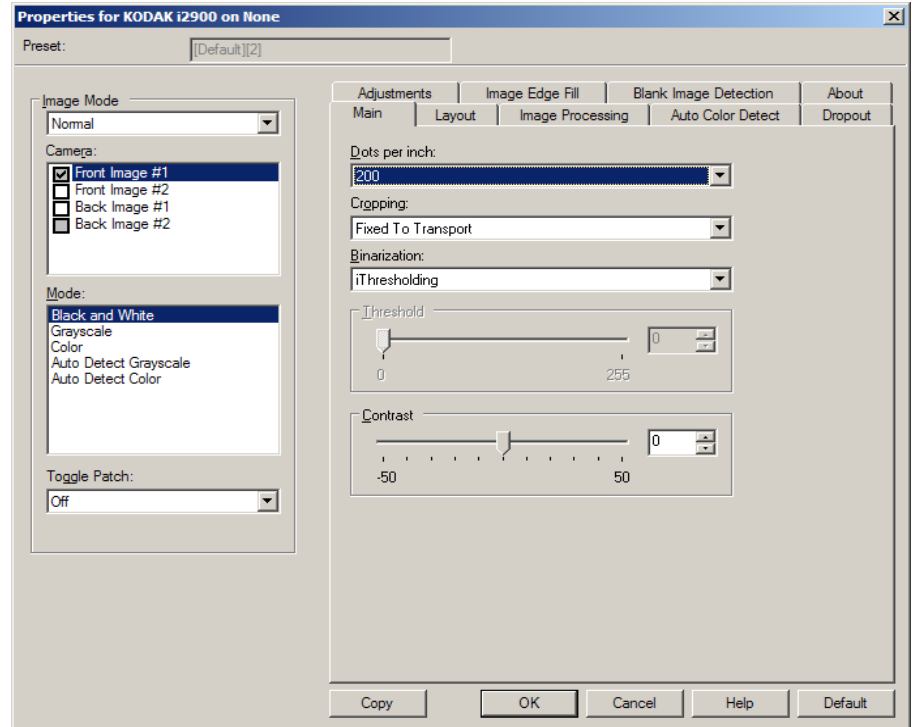 Properties for KODAK i2900 on None
Preset:
[Default][2]
Image Mode
Normal
Camera:
Front Image #1
Front Image #2
Back Image #1
Back Image #2
Mode:
Black and White
Grayscale
Color
Auto Detect Grayscale
Auto Detect Color
Toggle Patch:
Off
Adjustments Image Edge Fill Blank Image Detection About
Main Layout Image Processing Auto Color Detect Dropout
Dots per inch:
200
Cropping:
Fixed To Transport
Binarization:
iThresholding
Threshold
0
0 255
Contrast
0
-50 50
Copy OK Cancel Help Default